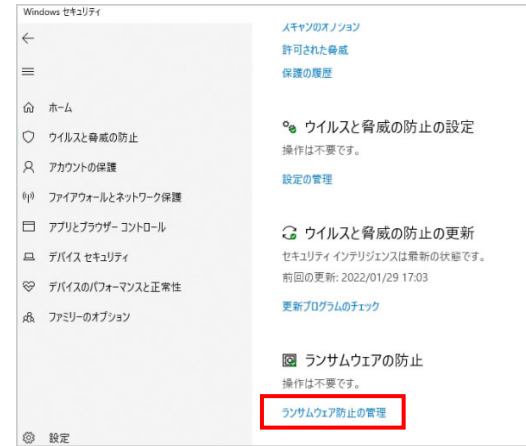 Windows セキュリティ
ホーム
ウイルスと脅威の防止
アカウントの保護
ファイアウォールとネットワーク保護
アプリとブラウザー コントロール
デバイス セキュリティ
デバイスのパフォーマンスと正常性
ファミリーのオプション
設定
スキャンのオプション
許可された脅威
保護の履歴
ウイルスと脅威の防止の設定
操作は不要です。
設定の管理
ウイルスと脅威の防止の更新
セキュリティ インテリジェンスは最新の状態です。
前回の更新: 2022/01/29 17:03
更新プログラムのチェック
ランサムウェアの防止
操作は不要です。
ランサムウェア防止の管理